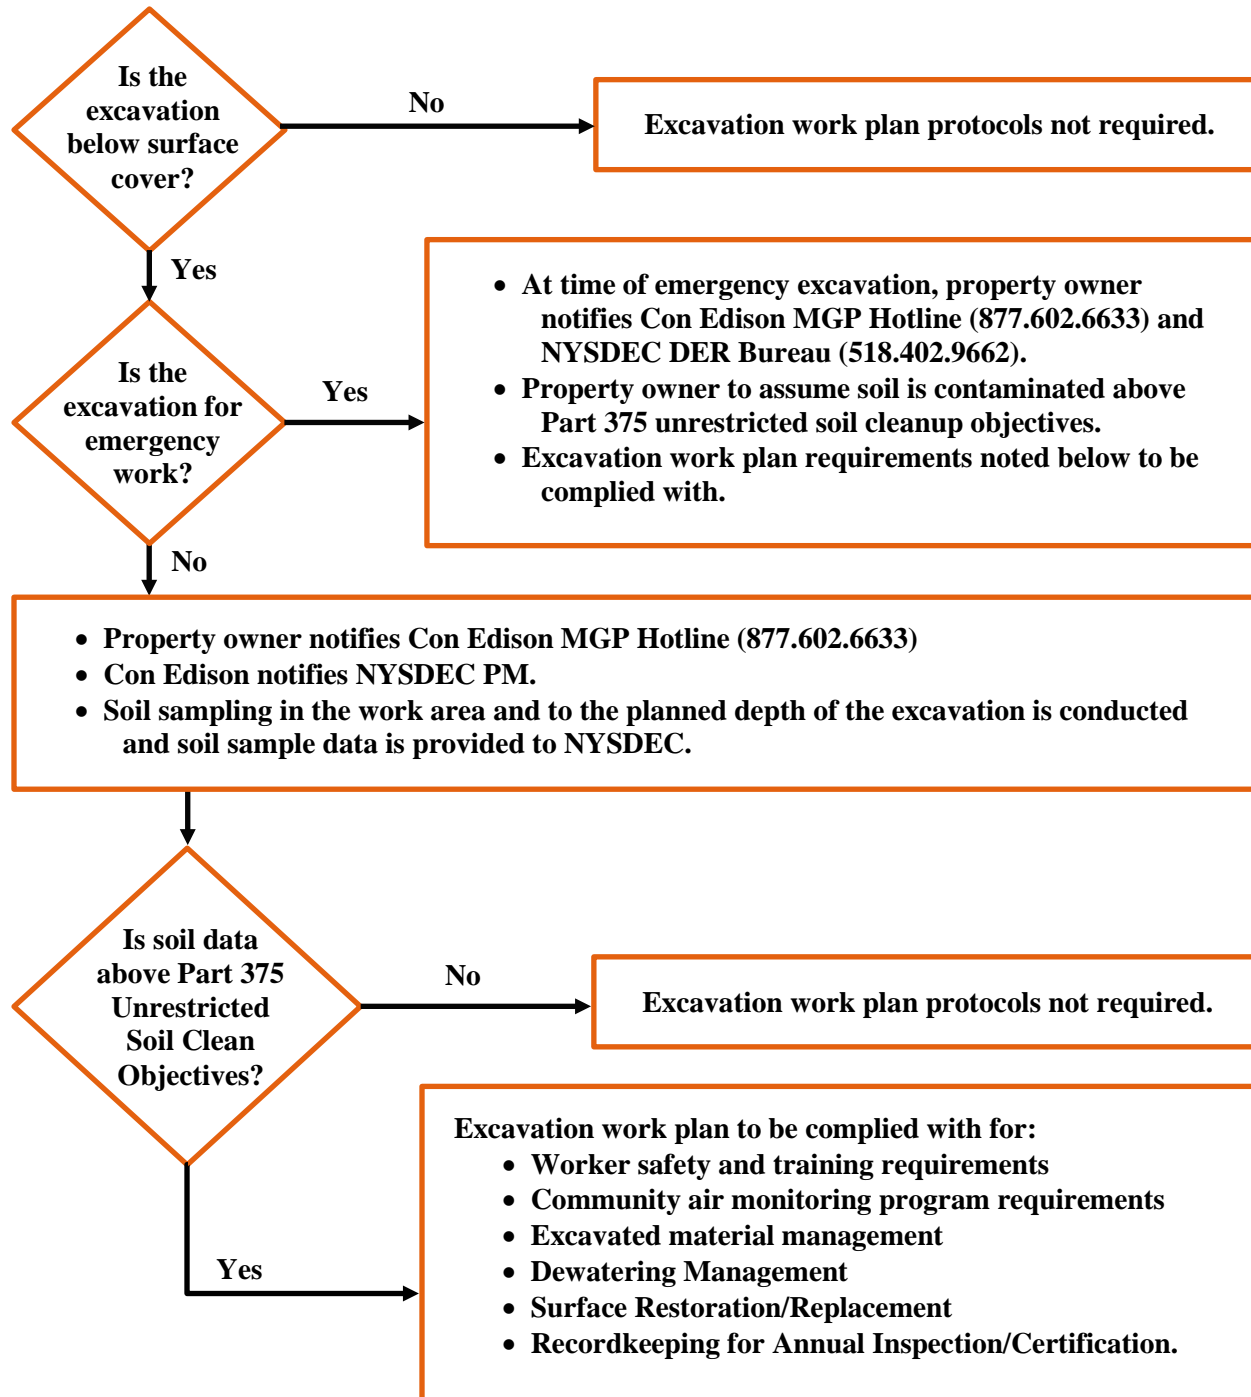 Is the
excavation
below surface
cover?
No
Excavation work plan protocols not required.
Yes
Is the
excavation for
emergency
work?
Yes
• At time of emergency excavation, property owner
notifies Con Edison MGP Hotline (877.602.6633) and
NYSDEC DER Bureau (518.402.9662).
• Property owner to assume soil is contaminated above
Part 375 unrestricted soil cleanup objectives.
• Excavation work plan requirements noted below to be
complied with.
No
• Property owner notifies Con Edison MGP Hotline (877.602.6633)
• Con Edison notifies NYSDEC PM.
• Soil sampling in the work area and to the planned depth of the excavation is conducted
and soil sample data is provided to NYSDEC.
Is soil data
above Part 375
Unrestricted
Soil Clean
Objectives?
No
Excavation work plan protocols not required.
Yes
Excavation work plan to be complied with for:
• Worker safety and training requirements
• Community air monitoring program requirements
• Excavated material management
• Dewatering Management
• Surface Restoration/Replacement
• Recordkeeping for Annual Inspection/Certification.